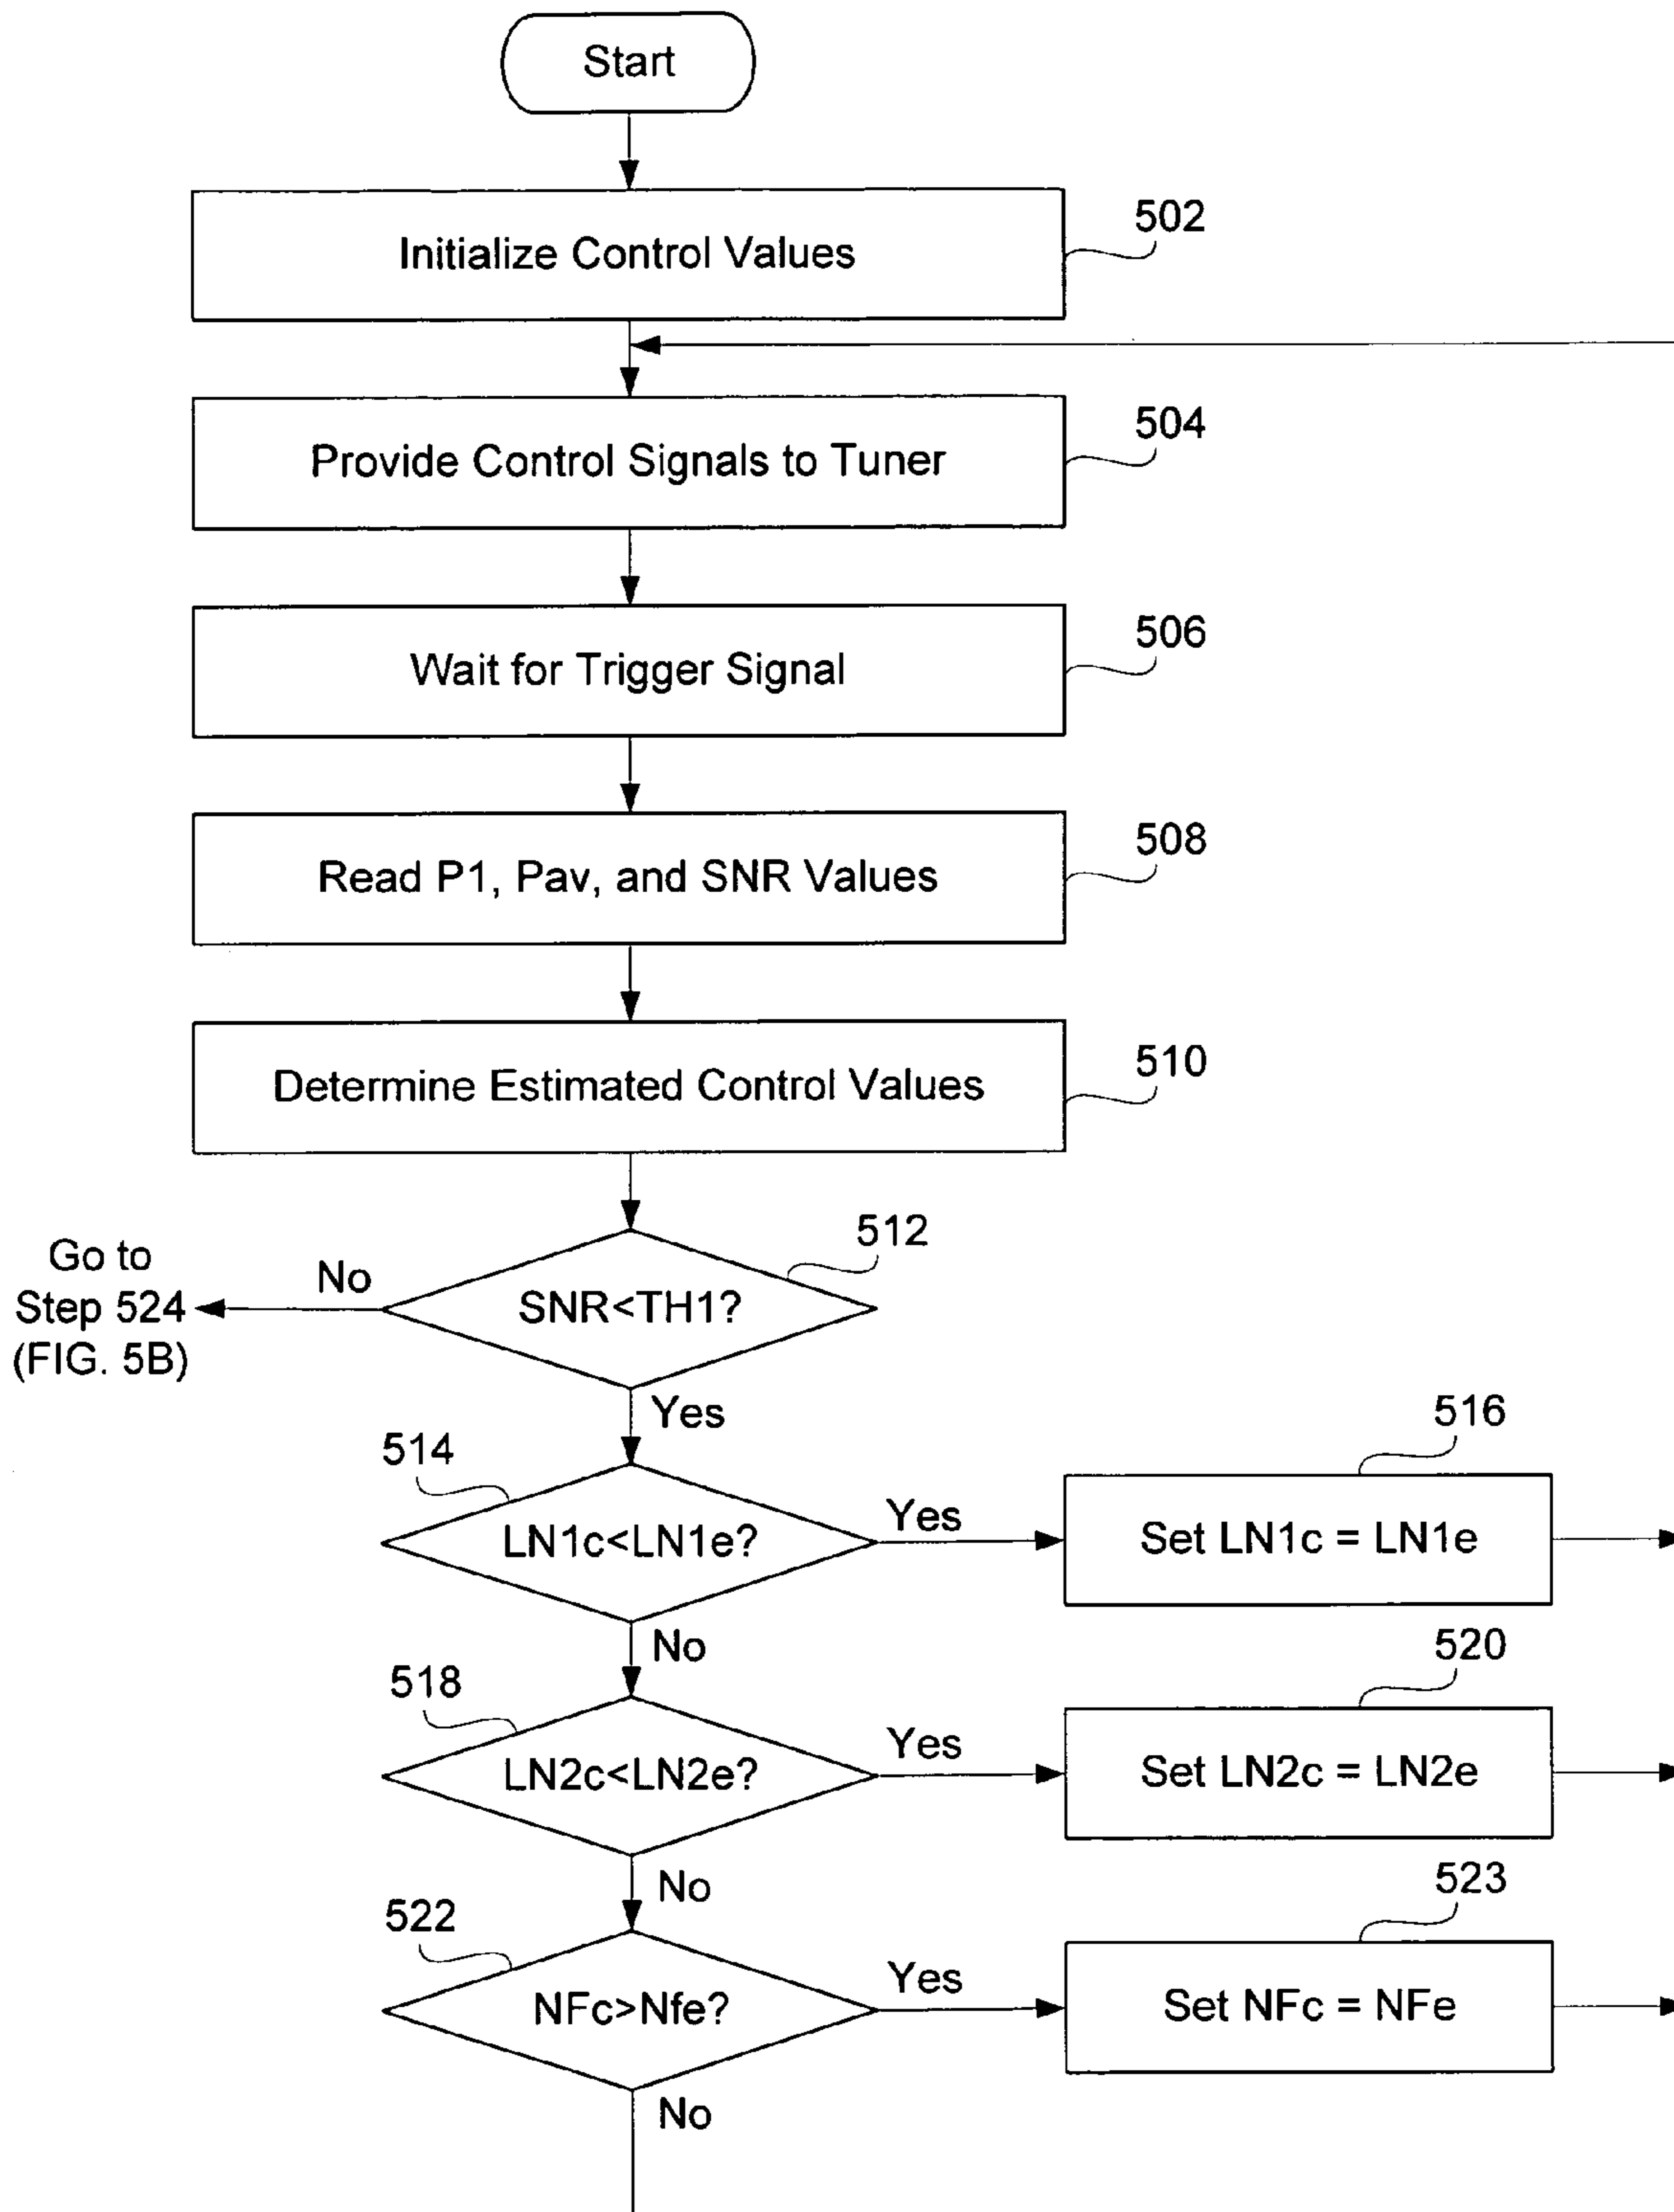 Start
502
Initialize Control Values
504
Provide Control Signals to Tuner
506
Wait for Trigger Signal
508
Read P1, Pav, and SNR Values
510
Determine Estimated Control Values
512
Go to
Step 524
(FIG. 5B)
No
SNR<TH1?
Yes
514
516
LN1c<LN1e?
Yes
Set LN1c = LN1e
No
518
520
LN2c<LN2e?
Yes
Set LN2c = LN2e
No
522
523
NFc>Nfe?
Yes
Set NFc = NFe
No